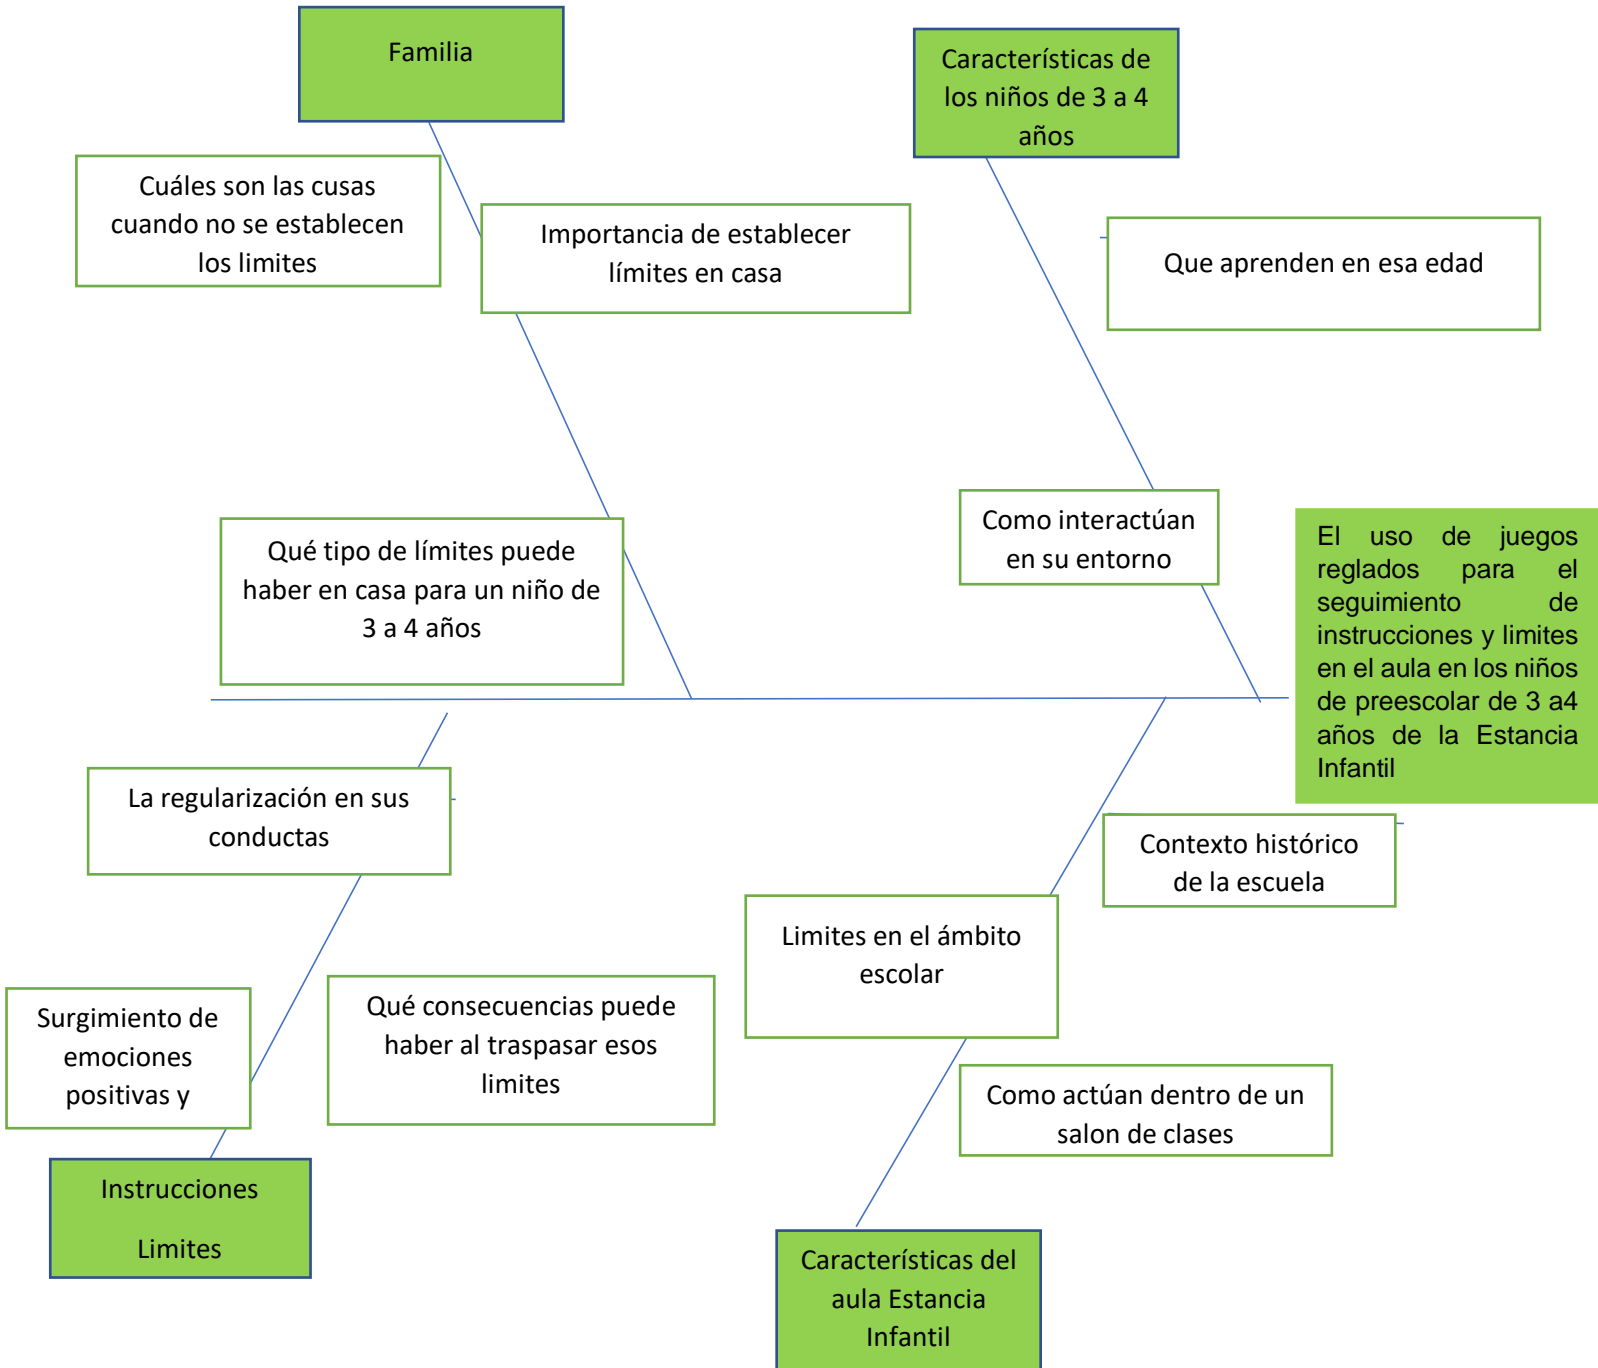 Familia
Características de
los niños de 3 a 4
años
Cuáles son las cusas
cuando no se establecen
los limites
Importancia de establecer
límites en casa
Que aprenden en esa edad
Qué tipo de límites puede
haber en casa para un niño de
3 a 4 años
Como interactúan
en su entorno
El uso de juegos
reglados para el
seguimiento de
instrucciones y limites
en el aula en los niños
de preescolar de 3 a4
años de la Estancia
Infantil
La regularización en sus
conductas
Contexto histórico
de la escuela
Limites en el ámbito
escolar
Surgimiento de
emociones
positivas y
Qué consecuencias puede
haber al traspasar esos
limites
Como actúan dentro de un
salon de clases
Instrucciones
Limites
Características del
aula Estancia
Infantil